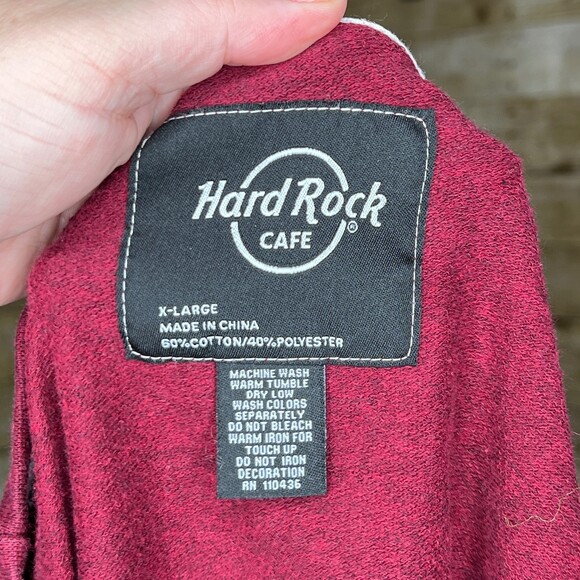 Hard Rock
®
CAFE
X-LARGE
MADE IN CHINA
60%COTTON/40%POLYESTER
MACHINE WASH
WARM TUMBLE
DRY LOW
WASH COLORS
SEPARATELY
DO NOT BLEACH
WARM IRON FOR
TOUCH UP
DO NOT IRON
DECORATION
RN 110436